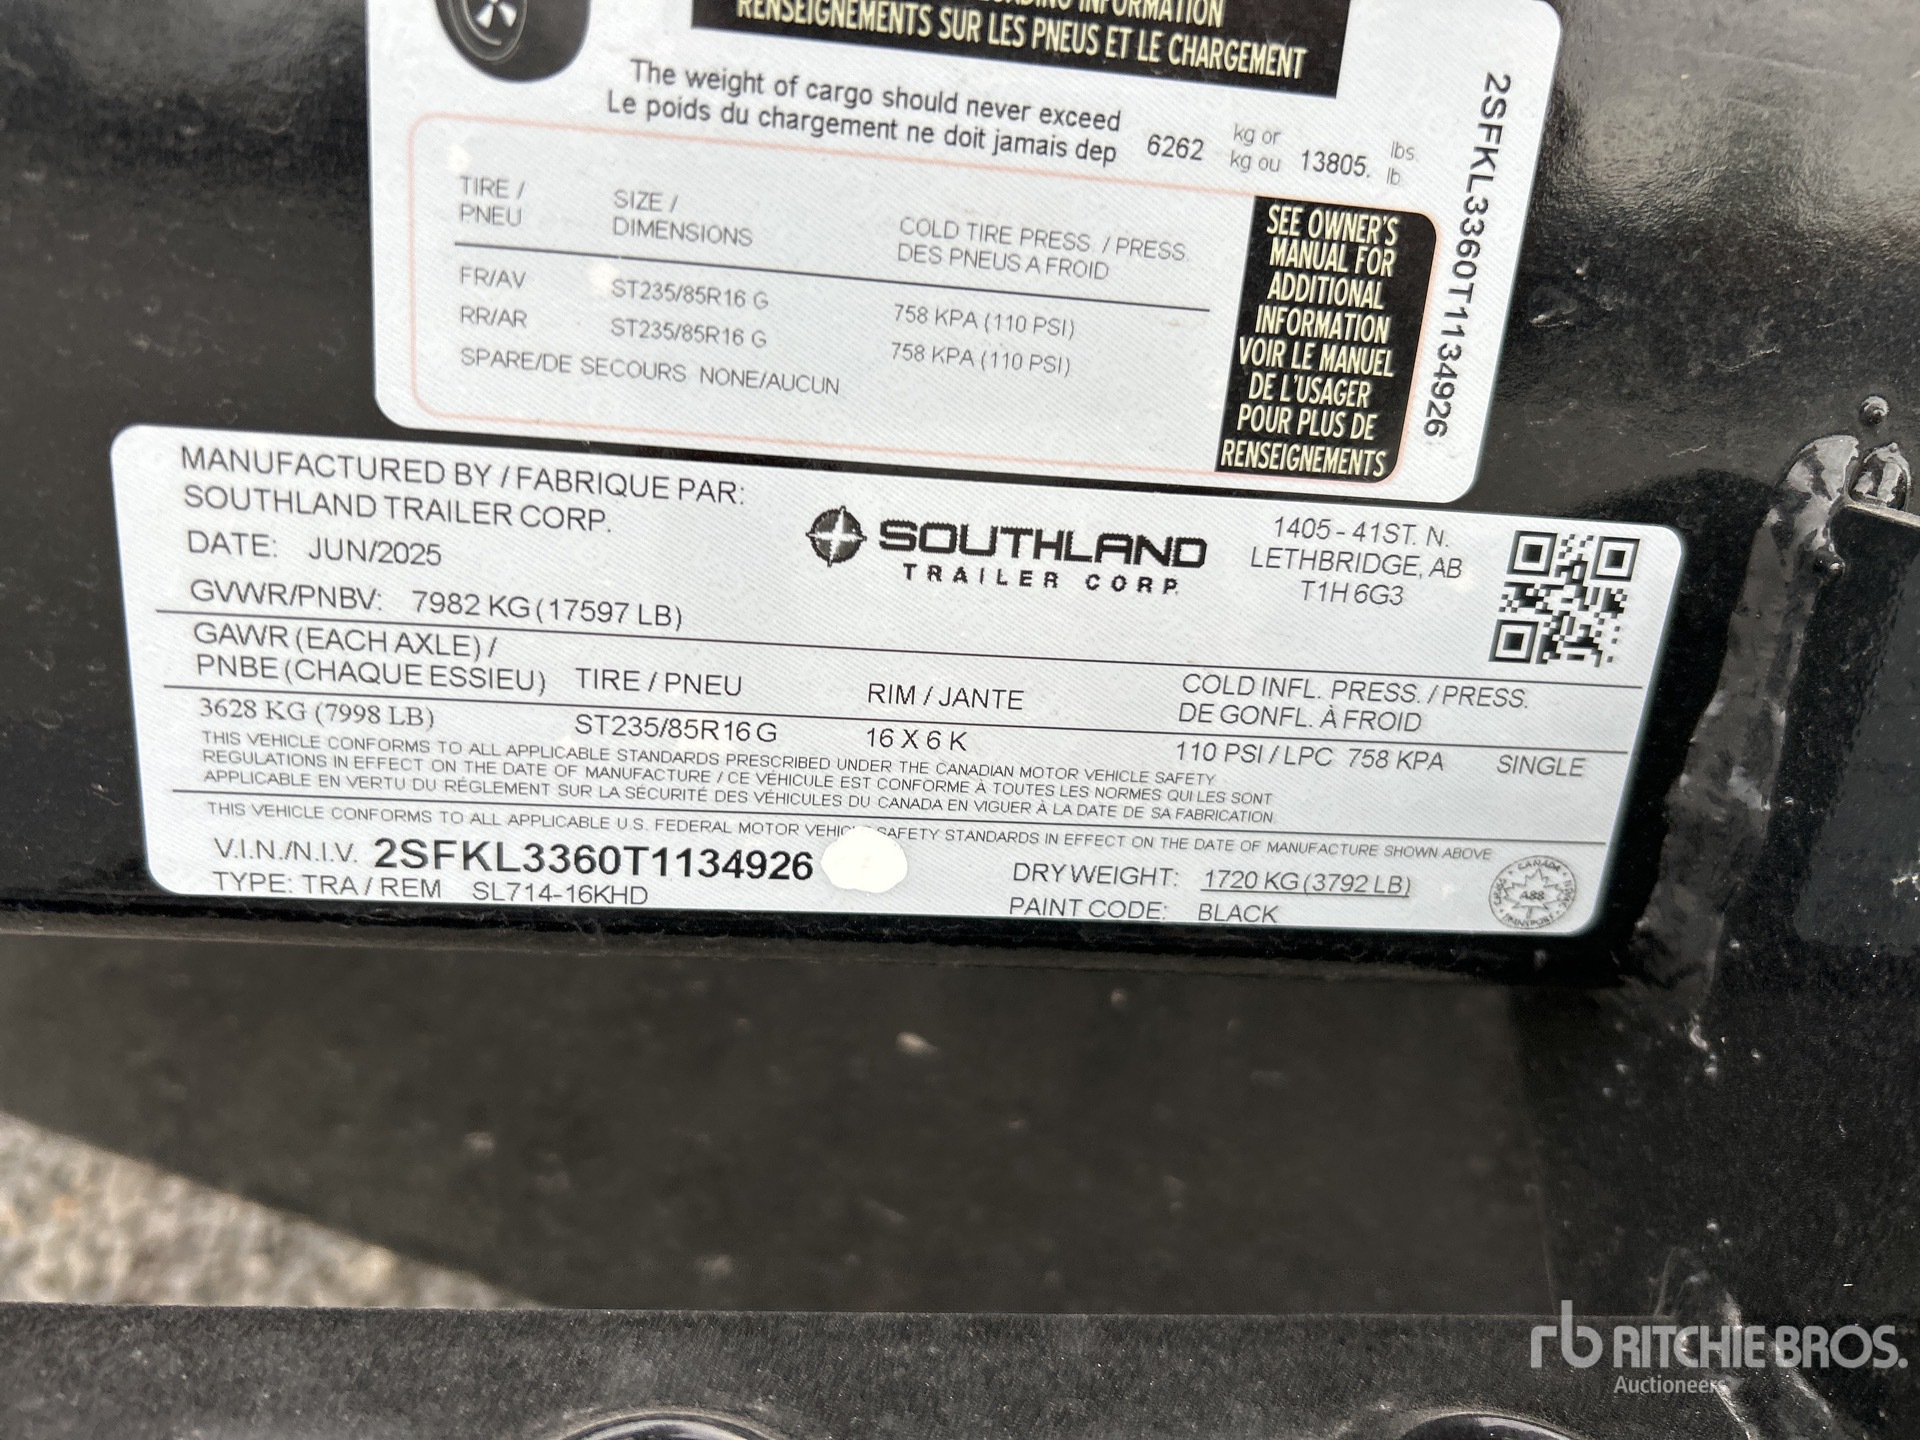 INFORMATION
RENSEIGNEMENTS SUR LES PNEUS ET LE CHARGEMENT
The weight of cargo should never exceed
Le poids du chargement ne doit jamais dep
6262 kg or 13805. lbs.
kg ou lb
TIRE / SIZE / COLD TIRE PRESS. / PRESS.
PNEU DIMENSIONS DES PNEUS A FROID
FR/AV ST235/85R16 G 758 KPA (110 PSI)
RR/AR ST235/85R16 G 758 KPA (110 PSI)
SPARE/DE SECOURS NONE/AUCUN
SEE OWNER'S
MANUAL FOR
ADDITIONAL
INFORMATION
VOIR LE MANUEL
DE L'USAGER
POUR PLUS DE
RENSEIGNEMENTS
2SFKL3360T1134926
MANUFACTURED BY / FABRIQUE PAR:
SOUTHLAND TRAILER CORP.
DATE: JUN/2025
GVWR/PNBV: 7982 KG (17597 LB)
SOUTHLAND
TRAILER CORP.
1405 - 41ST. N.
LETHBRIDGE, AB
T1H 6G3
GAWR (EACH AXLE) /
PNBE (CHAQUE ESSIEU) TIRE / PNEU RIM / JANTE COLD INFL. PRESS. / PRESS.
DE GONFL. À FROID
3628 KG (7998 LB) ST235/85R16 G 16 X 6 K 110 PSI / LPC 758 KPA SINGLE
THIS VEHICLE CONFORMS TO ALL APPLICABLE STANDARDS PRESCRIBED UNDER THE CANADIAN MOTOR VEHICLE SAFETY
REGULATIONS IN EFFECT ON THE DATE OF MANUFACTURE / CE VÉHICULE EST CONFORME À TOUTES LES NORMES QUI LES SONT
APPLICABLE EN VERTU DU RÉGLEMENT SUR LA SÉCURITÉ DES VÉHICULES DU CANADA EN VIGUER À LA DATE DE SA FABRICATION.
THIS VEHICLE CONFORMS TO ALL APPLICABLE U.S. FEDERAL MOTOR SAFETY STANDARDS IN EFFECT ON THE DATE OF MANUFACTURE SHOWN ABOVE
V.I.N./N.I.V. 2SFKL3360T1134926
TYPE: TRA / REM SL714-16KHD
DRY WEIGHT: 1720 KG (3792 LB)
PAINT CODE: BLACK
CANADA
TRANSPORT
rb RITCHIE BROS.
Auctioneers